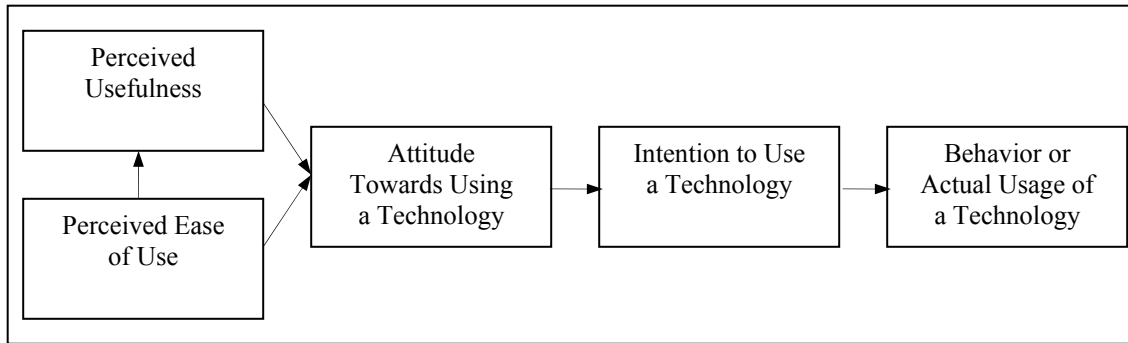 Perceived
Usefulness
Perceived Ease
of Use
Attitude
Towards Using
a Technology
Intention to Use
a Technology
Behavior or
Actual Usage of
a Technology